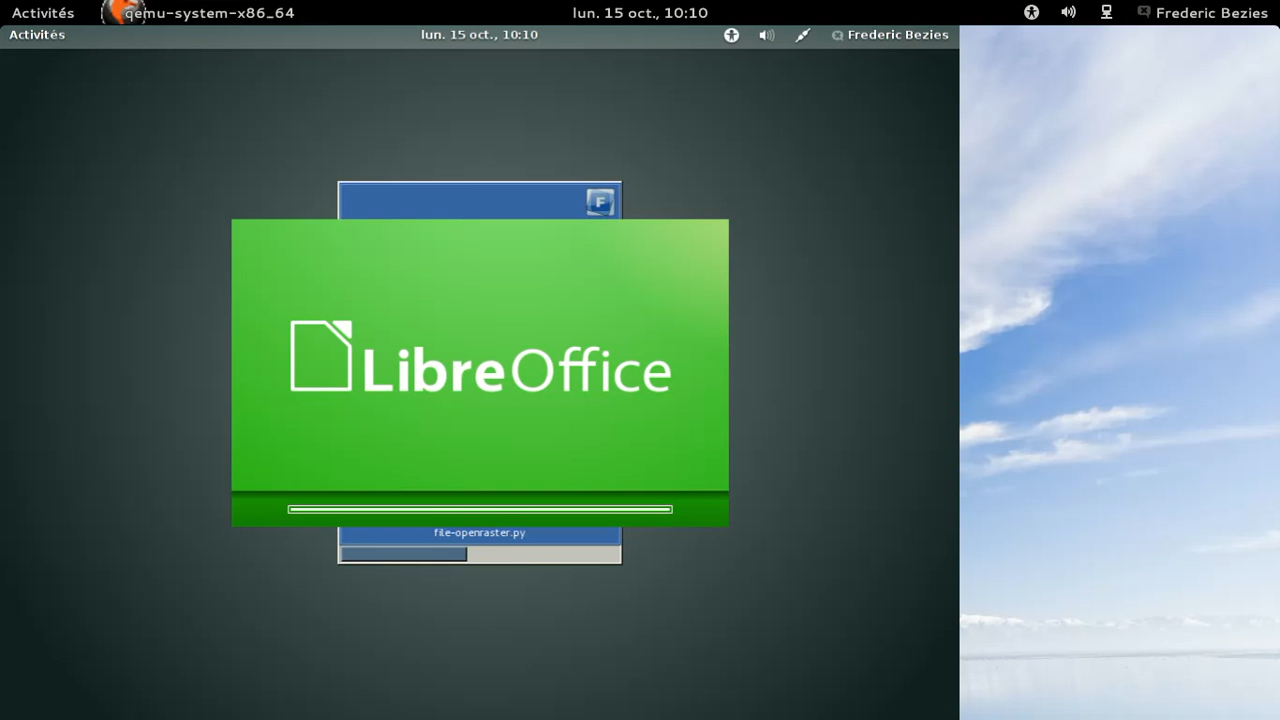 Activités qemu-system-x86_64 lun. 15 oct., 10:10 Frederic Bezies
Activités lun. 15 oct., 10:10 Frederic Bezies
F
LibreOffice
file-openraster.py